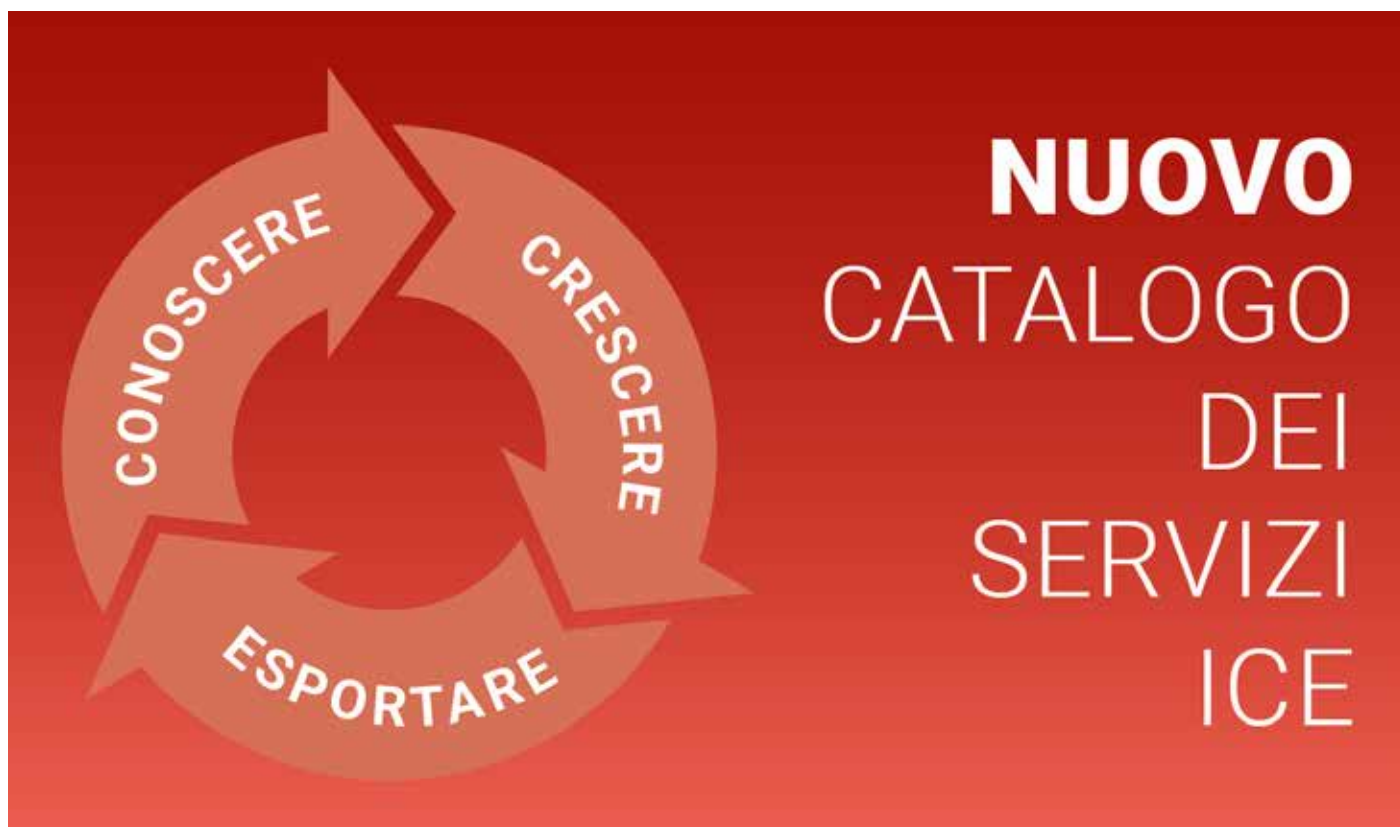 CONOSCERE
CRESCERE
ESPORTARE
NUOVO
CATALOGO
DEI
SERVIZI
ICE